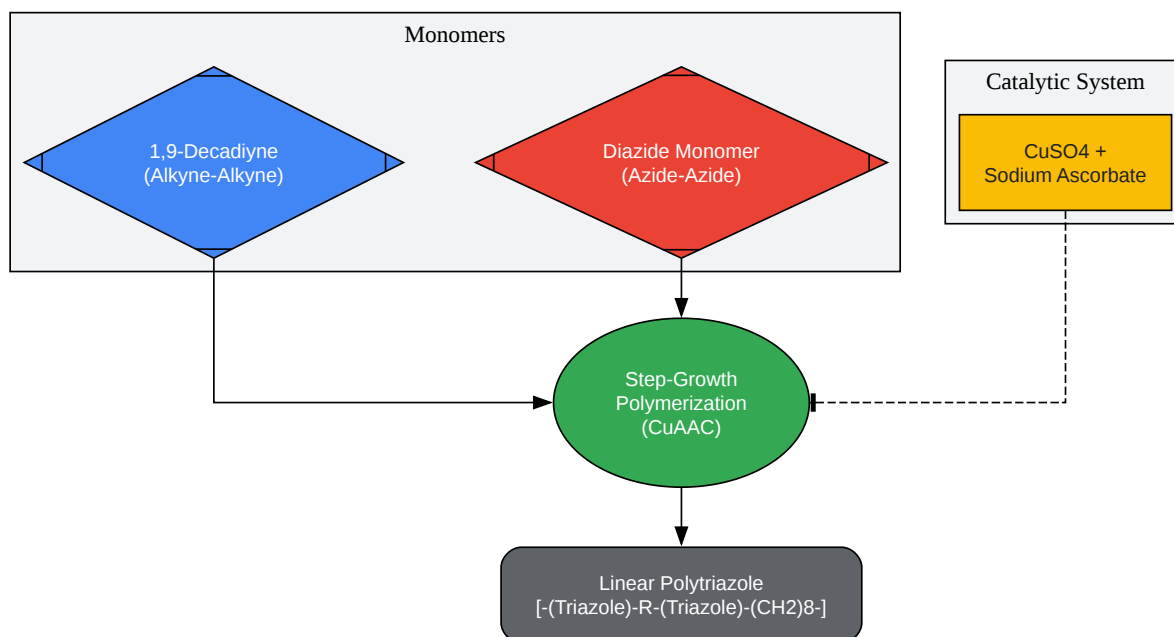 Monomers
1,9-Decadiyne
(Alkyne-Alkyne)
Diazide Monomer
(Azide-Azide)
Catalytic System
CuSO4 +
Sodium Ascorbate
Step-Growth
Polymerization
(CuAAC)
Linear Polytriazole
[-(Triazole)-R-(Triazole)-(CH2)8-]